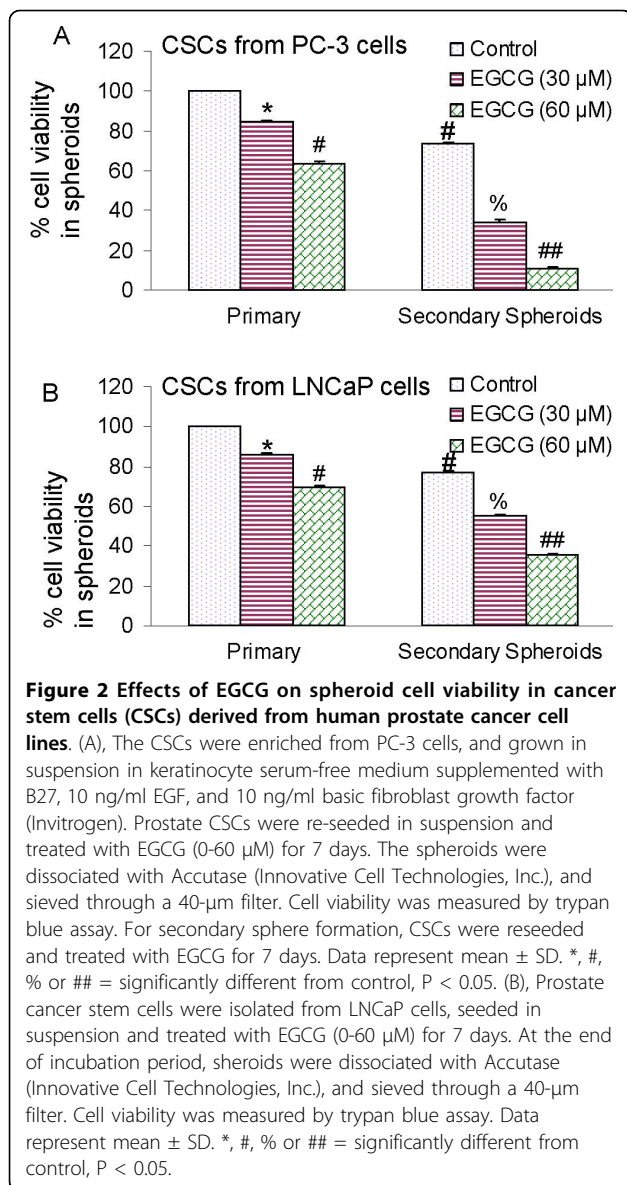 A
CSCs from PC-3 cells
Control
EGCG (30 µM)
EGCG (60 µM)
% cell viability
in spheroids
120
100
80
60
40
20
0
*
#
#
%
##
Primary
Secondary Spheroids
B
CSCs from LNCaP cells
Control
EGCG (30 µM)
EGCG (60 µM)
% cell viability
in spheroids
120
100
80
60
40
20
0
*
#
#
%
##
Primary
Secondary Spheroids
Figure 2 Effects of EGCG on spheroid cell viability in cancer
stem cells (CSCs) derived from human prostate cancer cell
lines. (A), The CSCs were enriched from PC-3 cells, and grown in
suspension in keratinocyte serum-free medium supplemented with
B27, 10 ng/ml EGF, and 10 ng/ml basic fibroblast growth factor
(Invitrogen). Prostate CSCs were re-seeded in suspension and
treated with EGCG (0-60 µM) for 7 days. The spheroids were
dissociated with Accutase (Innovative Cell Technologies, Inc.), and
sieved through a 40-µm filter. Cell viability was measured by trypan
blue assay. For secondary sphere formation, CSCs were reseeded
and treated with EGCG for 7 days. Data represent mean ± SD. *, #,
% or ## = significantly different from control, P < 0.05. (B), Prostate
cancer stem cells were isolated from LNCaP cells, seeded in
suspension and treated with EGCG (0-60 µM) for 7 days. At the end
of incubation period, sheroids were dissociated with Accutase
(Innovative Cell Technologies, Inc.), and sieved through a 40-µm
filter. Cell viability was measured by trypan blue assay. Data
represent mean ± SD. *, #, % or ## = significantly different from
control, P < 0.05.